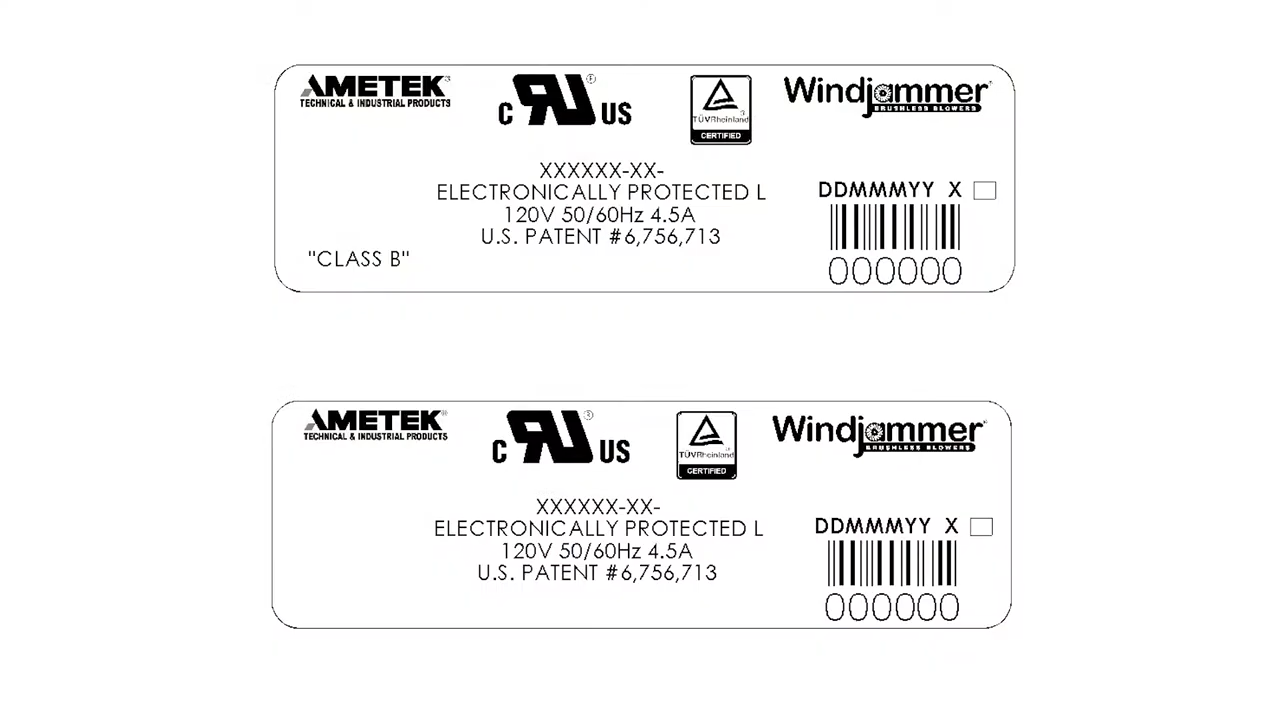 AMETEK®
TECHNICAL & INDUSTRIAL PRODUCTS
C RU US ®
TÜVRheinland®
CERTIFIED
Windjammer
BRUSHLESS BLOWERS
XXXXXX-XX-
ELECTRONICALLY PROTECTED L
120V 50/60Hz 4.5A
U.S. PATENT #6,756,713
"CLASS B"
DDMMMYY X
000000
AMETEK®
TECHNICAL & INDUSTRIAL PRODUCTS
C RU US ®
TÜVRheinland®
CERTIFIED
Windjammer
BRUSHLESS BLOWERS
XXXXXX-XX-
ELECTRONICALLY PROTECTED L
120V 50/60Hz 4.5A
U.S. PATENT #6,756,713
DDMMMYY X
000000